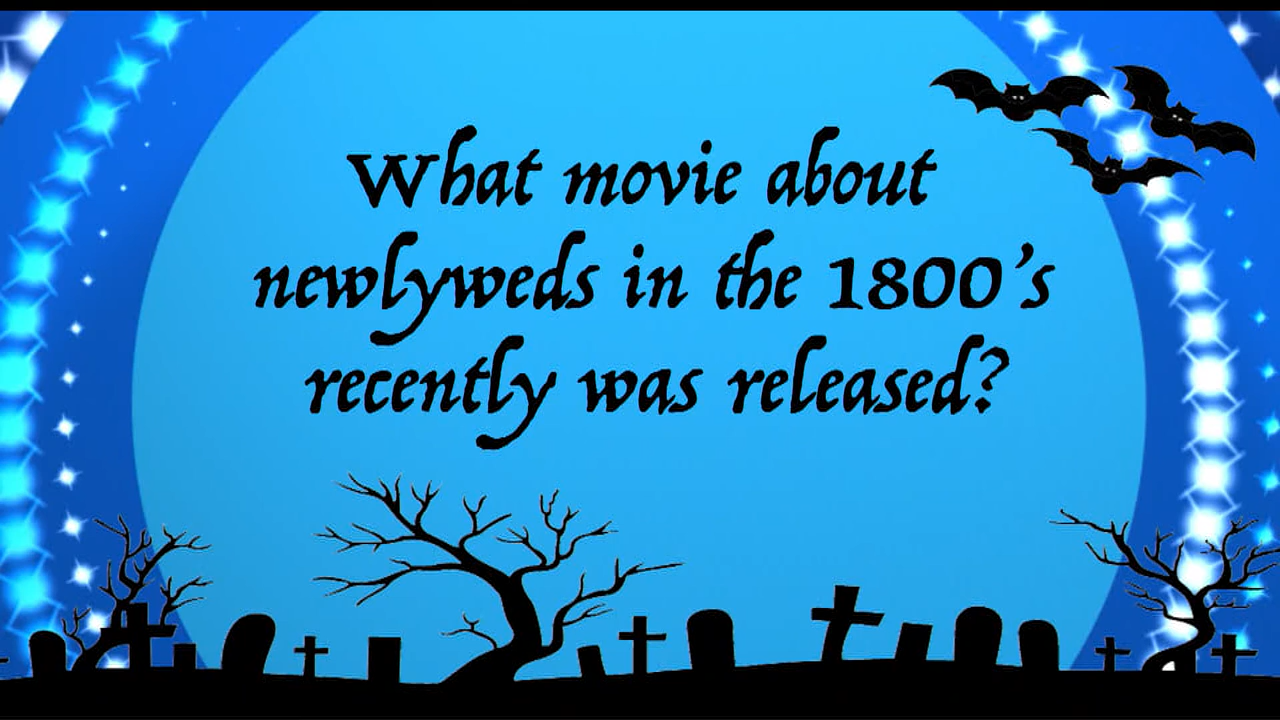 What movie about
newlyweds in the 1800's
recently was released?